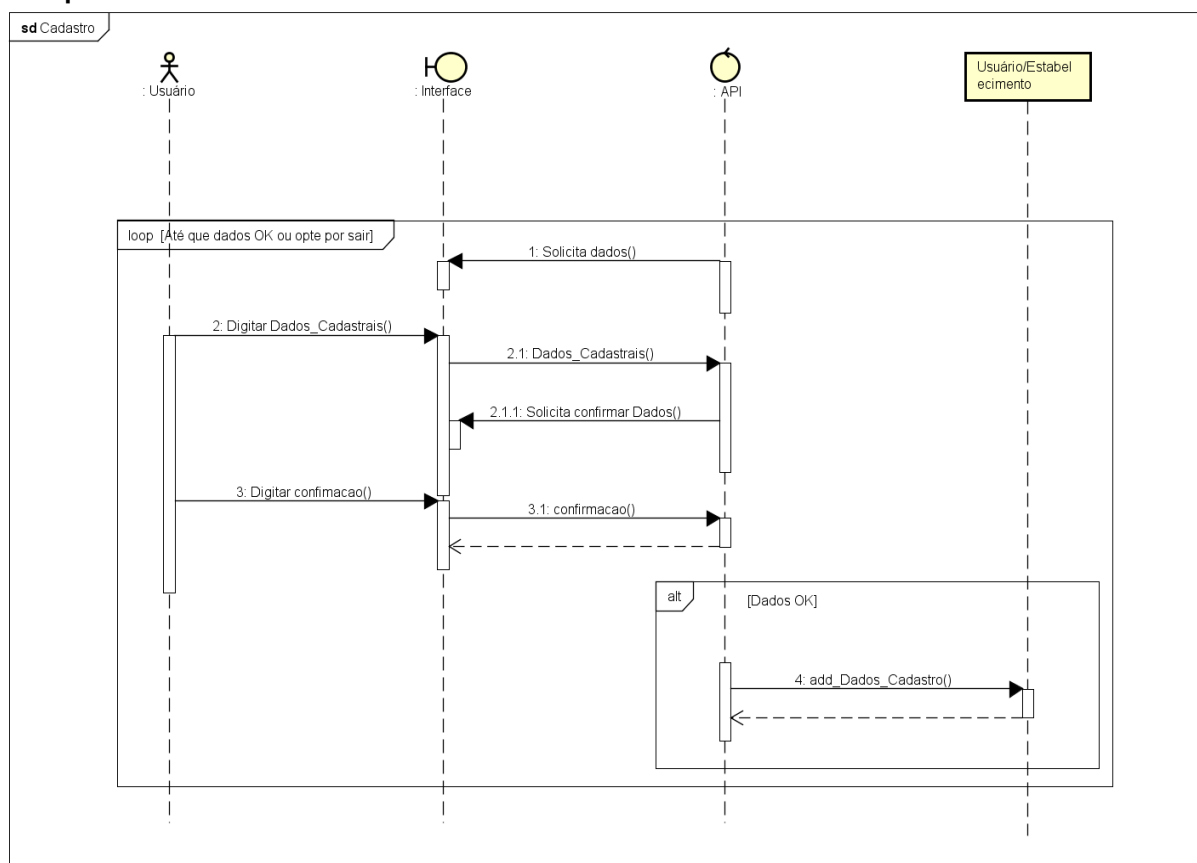 sd Cadastro
: Usuário
: Interface
: API
Usuário/Estabel
ecimento
loop [Até que dados OK ou opte por sair]
1: Solicita dados()
2: Digitar Dados_Cadastrais()
2.1: Dados_Cadastrais()
2.1.1: Solicita confirmar Dados()
3: Digitar confimacao()
3.1: confirmacao()
alt
[Dados OK]
4: add_Dados_Cadastro()